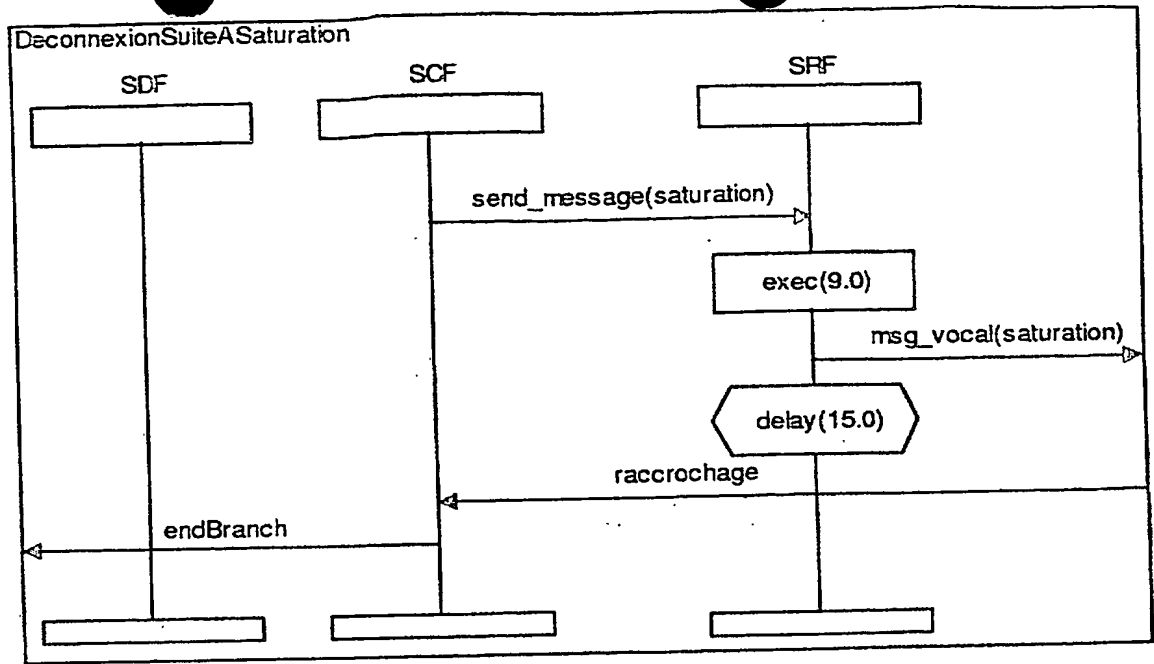 DeconnexionSuiteASaturation
SDF
SCF
SRF
send_message(saturation)
exec(9.0)
msg_vocal(saturation)
delay(15.0)
raccrochage
endBranch